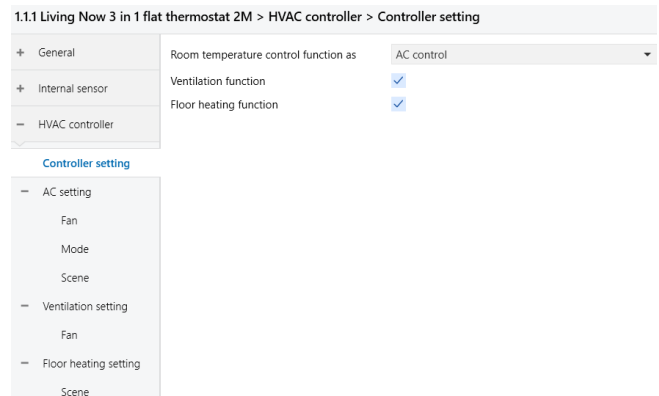 1.1.1 Living Now 3 in 1 flat thermostat 2M > HVAC controller > Controller setting
+ General
+ Internal sensor
− HVAC controller
Controller setting
− AC setting
Fan
Mode
Scene
− Ventilation setting
Fan
− Floor heating setting
Scene
Room temperature control function as AC control
Ventilation function
Floor heating function